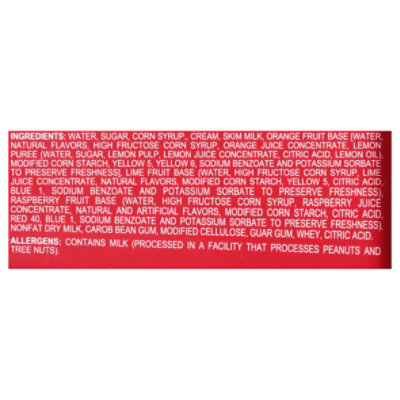 INGREDIENTS: WATER, SUGAR, CORN SYRUP,, CREAM, SKIM MILK, ORANGE FRUIT BASE [WATER,
NATURAL FLAVORS, HIGH FRUCTOSE CORN SYRUP, ORANGE JUICE CONCENTRATE, LEMON
PUREE (WATER, SUGAR, LEMON PULP, LEMON JUICE CONCENTRATE, CITRIC ACID, LEMON OIL),
MODIFIED CORN STARCH, YELLOW 5, YELLOW 6, SODIUM BENZOATE AND POTASSIUM SORBATE
TO PRESERVE FRESHNESS], LIME FRUIT BASE (WATER, HIGH FRUCTOSE CORN SYRUP, LIME
JUICE CONCENTRATE, NATURAL FLAVORS, MODIFIED CORN STARCH, YELLOW 5, CITRIC ACID,
BLUE 1, SODIUM BENZOATE AND POTASSIUM SORBATE TO PRESERVE FRESHNESS),
RASPBERRY FRUIT BASE (WATER, HIGH FRUCTOSE CORN SYRUP, RASPBERRY JUICE
CONCENTRATE, NATURAL AND ARTIFICIAL FLAVORS, MODIFIED CORN STARCH, CITRIC ACID,
RED 40, BLUE 1, SODIUM BENZOATE AND POTASSIUM SORBATE TO PRESERVE FRESHNESS),
NONFAT DRY MILK, CAROB BEAN GUM, MODIFIED CELLULOSE, GUAR GUM, WHEY, CITRIC ACID.
ALLERGENS: CONTAINS MILK (PROCESSED IN A FACILITY THAT PROCESSES PEANUTS AND
TREE NUTS).